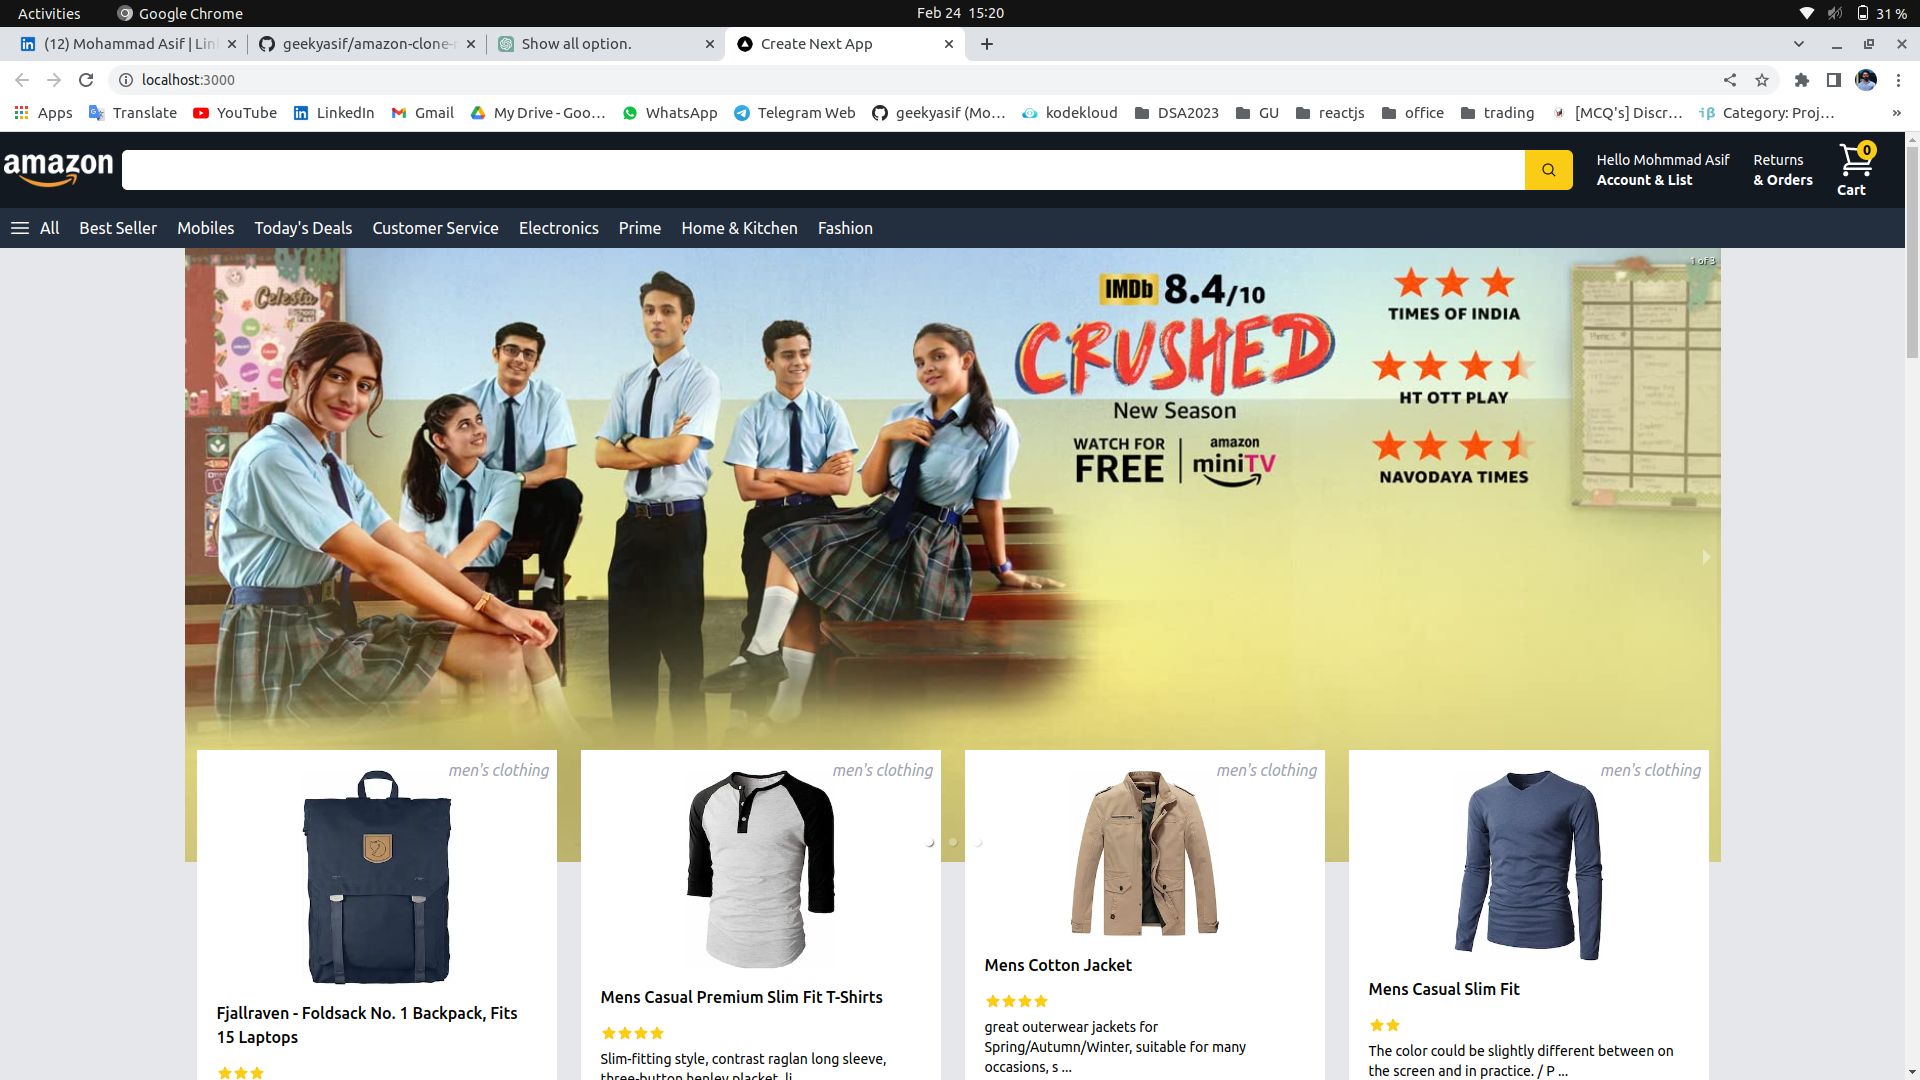 Activities
Google Chrome
Feb 24 15:20
31 %
(12) Mohammad Asif | Lin
geekyasif/amazon-clone-
Show all option.
Create Next App
localhost:3000
Apps
Translate
YouTube
LinkedIn
Gmail
My Drive - Goo...
WhatsApp
Telegram Web
geekyasif (Mo...
kodekloud
DSA2023
GU
reactjs
office
trading
[MCQ's] Discr...
Category: Proj...
»
amazon
Hello Mohmmad Asif
Account & List
Returns
& Orders
0
Cart
All
Best Seller
Mobiles
Today's Deals
Customer Service
Electronics
Prime
Home & Kitchen
Fashion
1 of 3
Celesta
IMDb 8.4/10
CRUSHED
New Season
WATCH FOR
FREE
amazon
miniTV
TIMES OF INDIA
HT OTT PLAY
NAVODAYA TIMES
men's clothing
Fjallraven - Foldsack No. 1 Backpack, Fits
15 Laptops
men's clothing
Mens Casual Premium Slim Fit T-Shirts
Slim-fitting style, contrast raglan long sleeve,
three-button henley placket, li
men's clothing
Mens Cotton Jacket
great outerwear jackets for
Spring/Autumn/Winter, suitable for many
occasions, s ...
men's clothing
Mens Casual Slim Fit
The color could be slightly different between on
the screen and in practice. / P ...